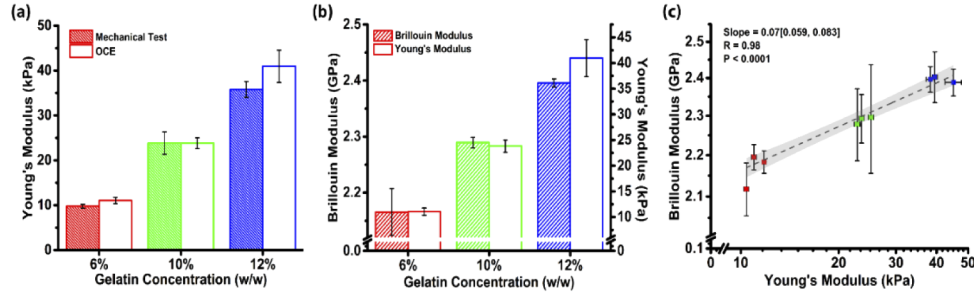 (a)
Mechanical Test
OCE
Young's Modulus (kPa)
50
40
30
20
10
0
6%
10%
12%
Gelatin Concentration (w/w)
(b)
Brillouin Modulus
Young's Modulus
Brillouin Modulus (GPa)
2.5
2.4
2.3
2.2
0.0
Young's Modulus (kPa)
45
40
35
30
25
20
15
10
0
6%
10%
12%
Gelatin Concentration (w/w)
(c)
Slope = 0.07[0.059, 0.083]
R = 0.98
P < 0.0001
Brillouin Modulus (GPa)
2.5
2.4
2.3
2.2
2.1
0.1
0
10
20
30
40
50
Young's Modulus (kPa)